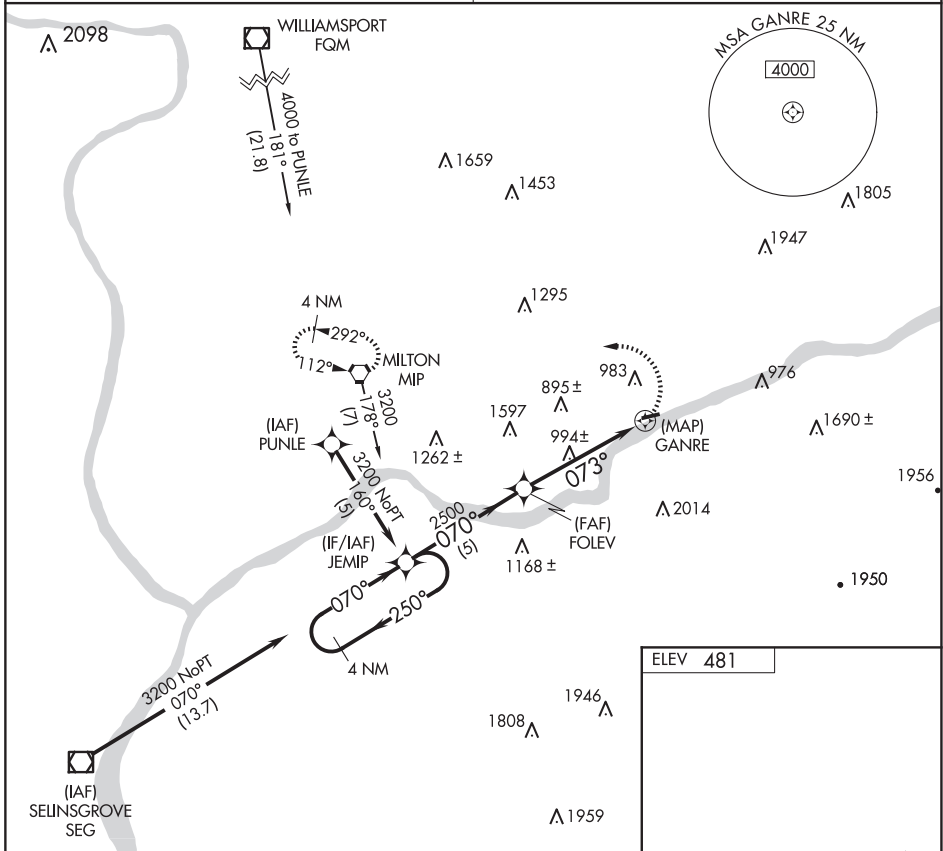 2098
WILLIAMSPORT
FQM
4000 to PUNLE
181°
(21.8)
MSA GANRE 25 NM
4000
1659
1453
1805
1947
1295
4 NM
292°
112°
MILTON
MIP
3200
178°
(7)
983
976
895 ±
1597
994±
(MAP)
GANRE
1690 ±
(IAF)
PUNLE
1262 ±
3200 NoPT
160°
(5)
073°
1956
2500
070°
(5)
(FAF)
FOLEV
2014
(IF/IAF)
JEMIP
1168 ±
1950
070°
250°
4 NM
3200 NoPT
070°
(13.7)
ELEV 481
1946
1808
(IAF)
SELINSGROVE
SEG
1959